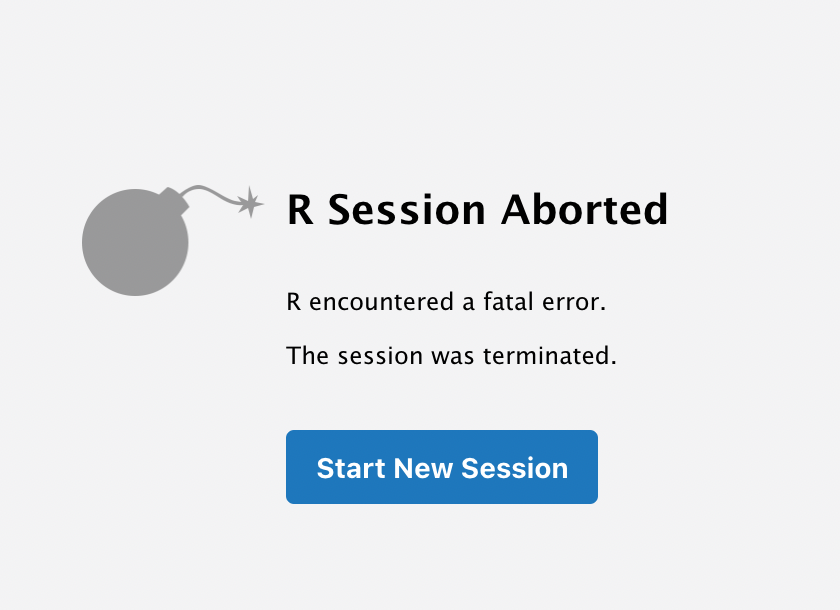 R Session Aborted
R encountered a fatal error.
The session was terminated.
Start New Session